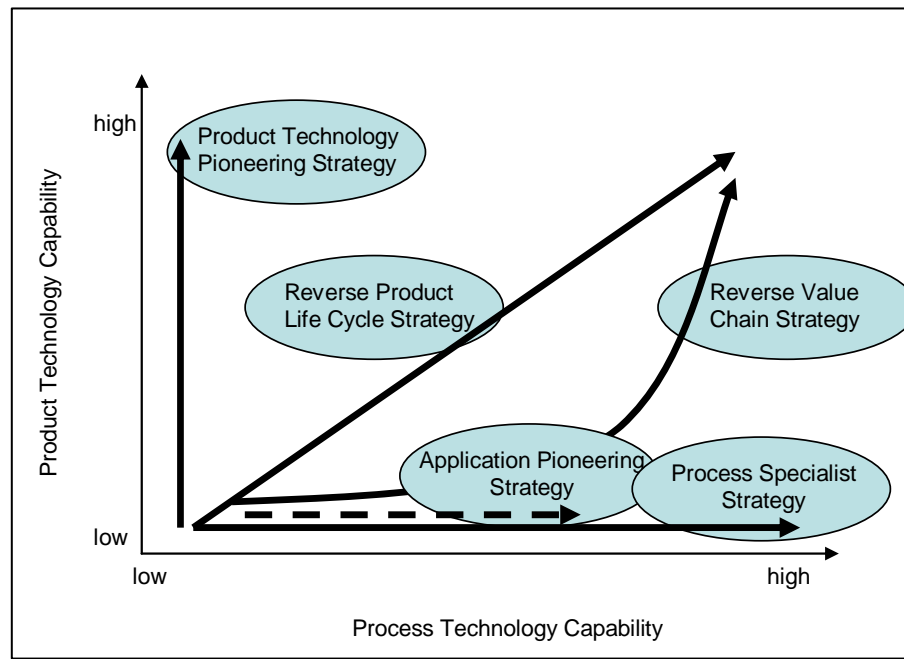 high
Product Technology
Pioneering Strategy
Product Technology Capability
Reverse Product
Life Cycle Strategy
Reverse Value
Chain Strategy
Application Pioneering
Strategy
Process Specialist
Strategy
low
low
high
Process Technology Capability